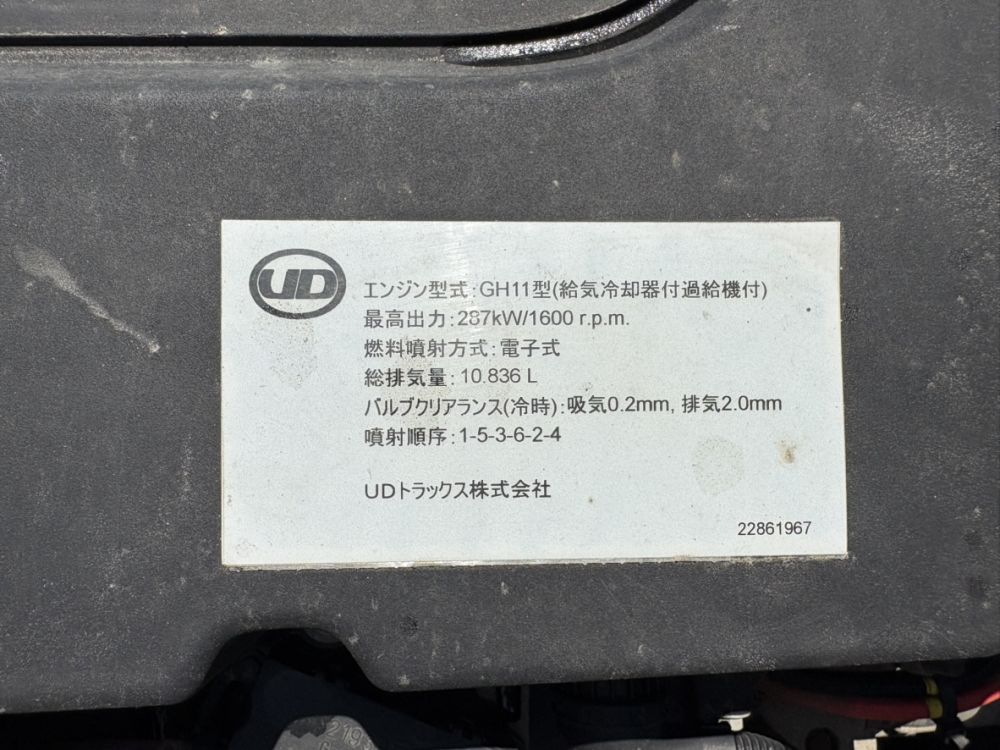 UD
エンジン型式:GH11型(給気冷却器付過給機付)
最高出力:287kW/1600 r.p.m.
燃料噴射方式:電子式
総排気量:10.836 L
バルブクリアランス(冷時):吸気0.2mm, 排気2.0mm
噴射順序:1-5-3-6-2-4
UDトラックス株式会社
22861967